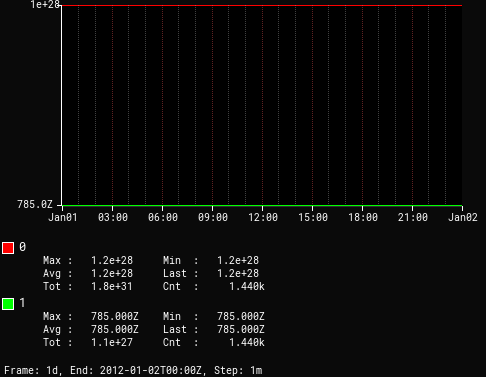 1e+28
785.0Z
Jan01 03:00 06:00 09:00 12:00 15:00 18:00 21:00 Jan02
0
Max : 1.2e+28 Min : 1.2e+28
Avg : 1.2e+28 Last : 1.2e+28
Tot : 1.8e+31 Cnt : 1.440k
1
Max : 785.000Z Min : 785.000Z
Avg : 785.000Z Last : 785.000Z
Tot : 1.1e+27 Cnt : 1.440k
Frame: 1d, End: 2012-01-02T00:00Z, Step: 1m